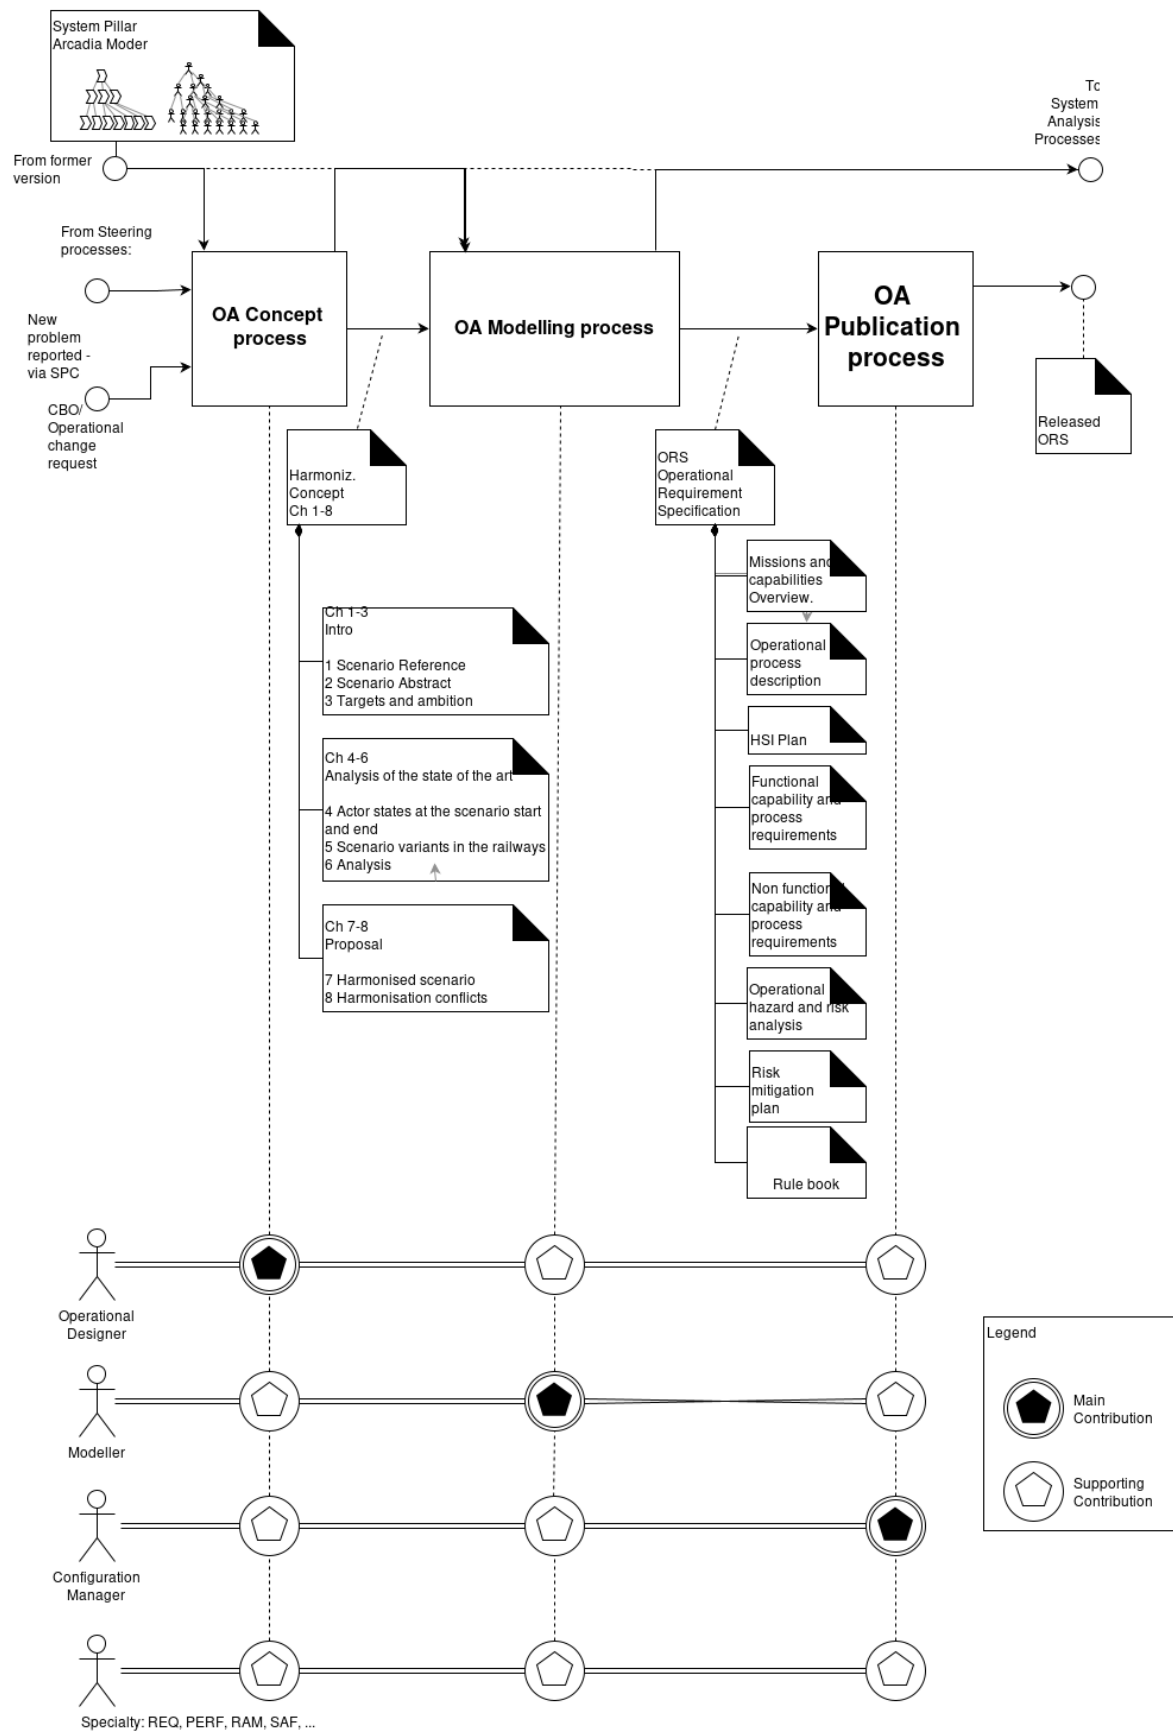 System Pillar
Arcadia Moder
To
System
Analysis
Processes
From former
version
From Steering
processes:
New
problem
reported -
via SPC
CBO/
Operational
change
request
OA Concept
process
OA Modelling process
OA
Publication
process
Released
ORS
Harmoniz.
Concept
Ch 1-8
ORS
Operational
Requirement
Specification
Ch 1-3
Intro
1 Scenario Reference
2 Scenario Abstract
3 Targets and ambition
Ch 4-6
Analysis of the state of the art
4 Actor states at the scenario start
and end
5 Scenario variants in the railways
6 Analysis
Ch 7-8
Proposal
7 Harmonised scenario
8 Harmonisation conflicts
Missions and
capabilities
Overview.
Operational
process
description
HSI Plan
Functional
capability and
process
requirements
Non functional
capability and
process
requirements
Operational
hazard and risk
analysis
Risk
mitigation
plan
Rule book
Operational
Designer
Modeller
Configuration
Manager
Specialty: REQ, PERF, RAM, SAF, ...
Legend
Main
Contribution
Supporting
Contribution